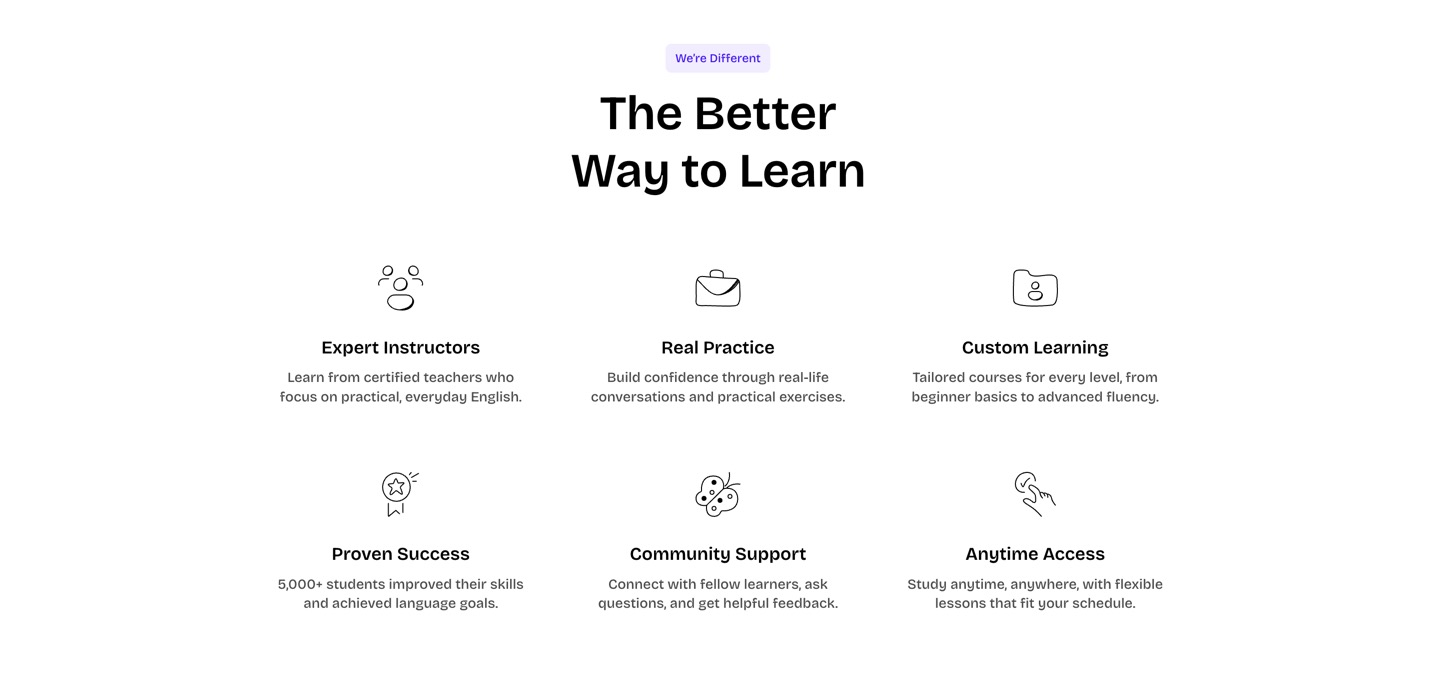 We're Different
The Better
Way to Learn
Expert Instructors
Learn from certified teachers who
focus on practical, everyday English.
Real Practice
Build confidence through real-life
conversations and practical exercises.
Custom Learning
Tailored courses for every level, from
beginner basics to advanced fluency.
Proven Success
5,000+ students improved their skills
and achieved language goals.
Community Support
Connect with fellow learners, ask
questions, and get helpful feedback.
Anytime Access
Study anytime, anywhere, with flexible
lessons that fit your schedule.